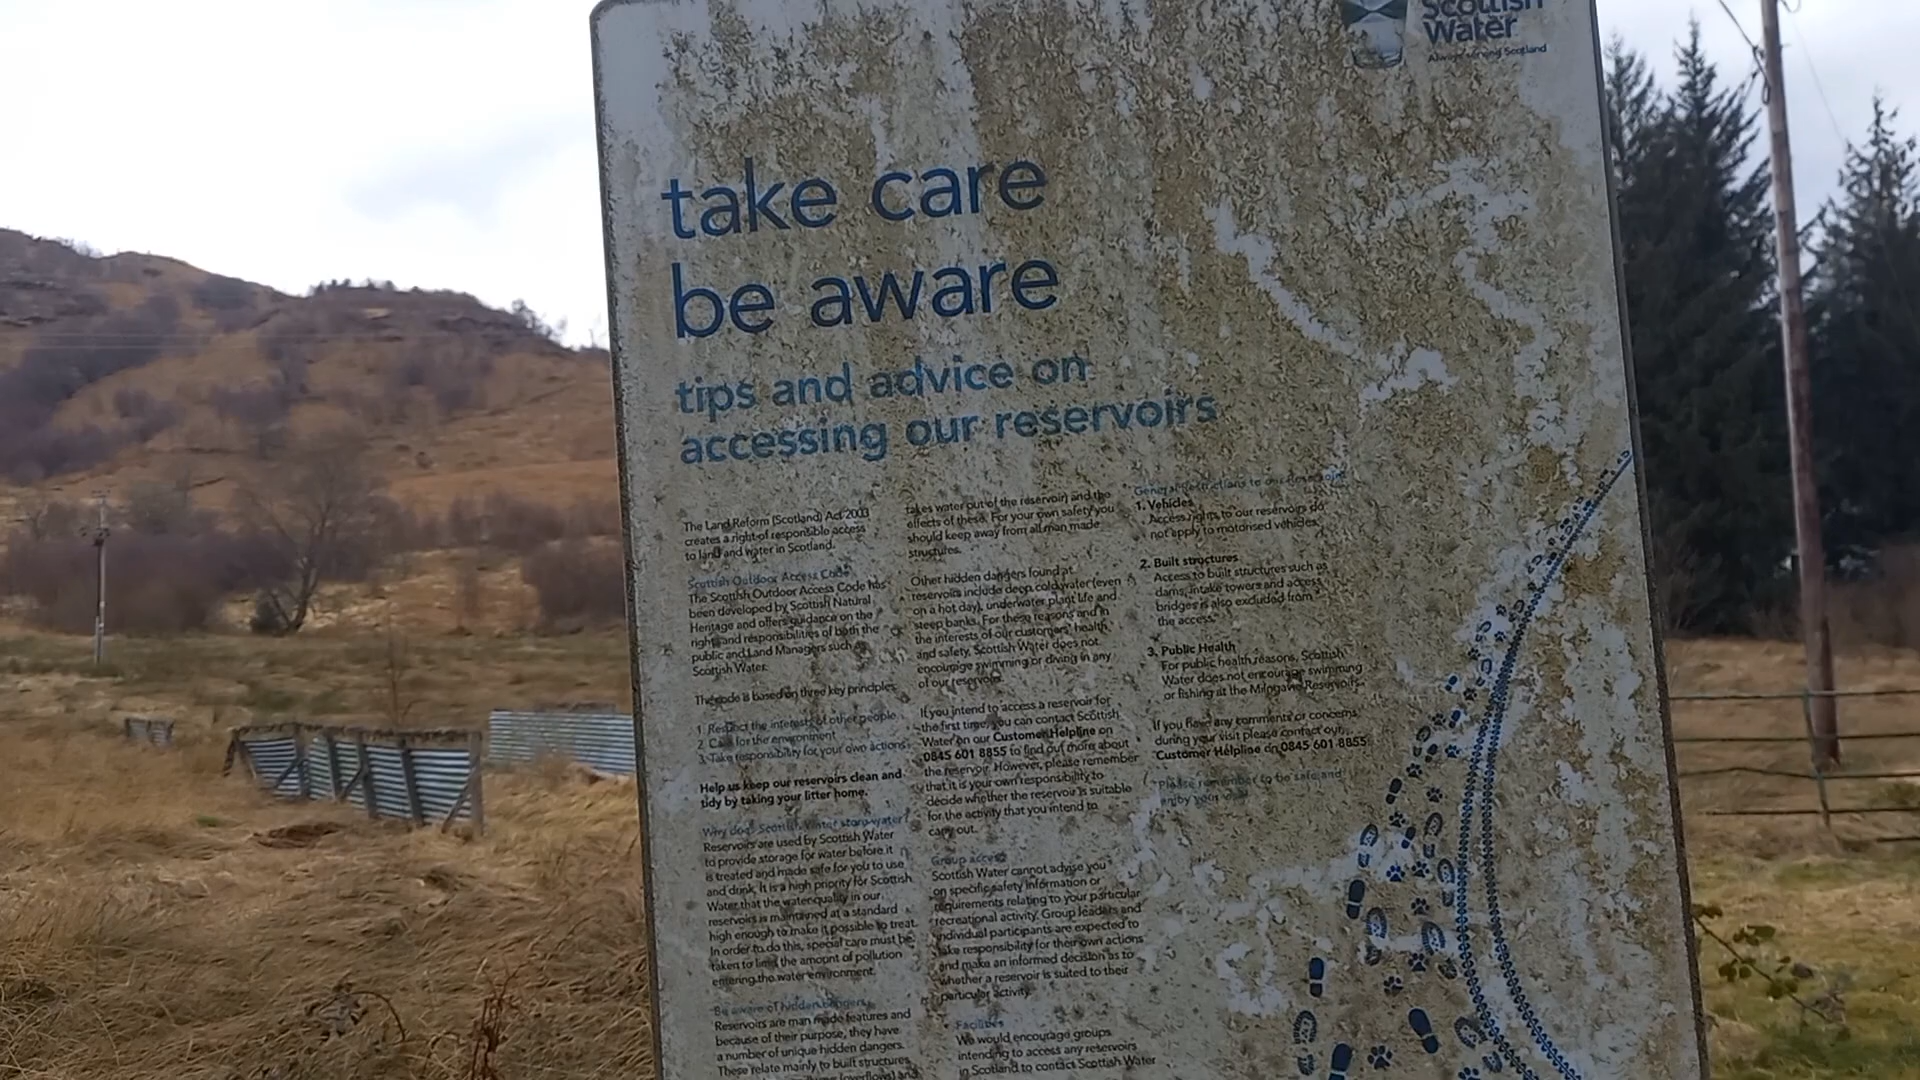 Scottish
Water
Always serving Scotland
take care
be aware
tips and advice on
accessing our reservoirs
The Land Reform (Scotland) Act 2003
creates a right of responsible access
to land and water in Scotland.
Scottish Outdoor Access Code
The Scottish Outdoor Access Code has
been developed by Scottish Natural
Heritage and offers guidance on the
rights and responsibilities of both the
public and Land Managers such
Scottish Water.
The code is based on three key principles
1. Respect the interests of other people
2. Care for the environment
3. Take responsibility for your own actions
Help us keep our reservoirs clean and
tidy by taking your litter home.
Why does Scottish Water store water?
Reservoirs are used by Scottish Water
to provide storage for water before it
is treated and made safe for you to use
and drink. It is a high priority for Scottish
Water that the water quality in our
reservoirs is maintained at a standard
high enough to make it possible to treat.
In order to do this, special care must be
taken to limit the amount of pollution
entering the water environment.
Be aware of hidden dangers
Reservoirs are man made features and
because of their purpose, they have
a number of unique hidden dangers.
These relate mainly to built structures
(overflows) and
takes water out of the reservoir) and the
effects of these. For your own safety you
should keep away from all man made
structures.
Other hidden dangers found at
reservoirs include deep cold water (even
on a hot day), underwater plant life and
steep banks. For these reasons and in
the interests of our customers' health
and safety, Scottish Water does not
encourage swimming or diving in any
of our reservoirs.
If you intend to access a reservoir for
the first time, you can contact Scottish
Water on our Customer Helpline on
0845 601 8855 to find out more about
the reservoir. However, please remember
that it is your own responsibility to
decide whether the reservoir is suitable
for the activity that you intend to
carry out.
Group access
Scottish Water cannot advise you
on specific safety information or
requirements relating to your particular
recreational activity. Group leaders and
individual participants are expected to
take responsibility for their own actions
and make an informed decision as to
whether a reservoir is suited to their
particular activity.
Facilities
We would encourage groups
intending to access any reservoirs
in Scotland to contact Scottish Water
General restrictions to our Reservoirs
1. Vehicles
Access rights to our reservoirs do
not apply to motorised vehicles.
2. Built structures
Access to built structures such as
dams, intake towers and access
bridges is also excluded from
the access.
3. Public Health
For public health reasons, Scottish
Water does not encourage swimming
or fishing at the Milngavie Reservoirs.
If you have any comments or concerns
during your visit please contact our
Customer Helpline on 0845 601 8855
Please remember to be safe and
enjoy your visit